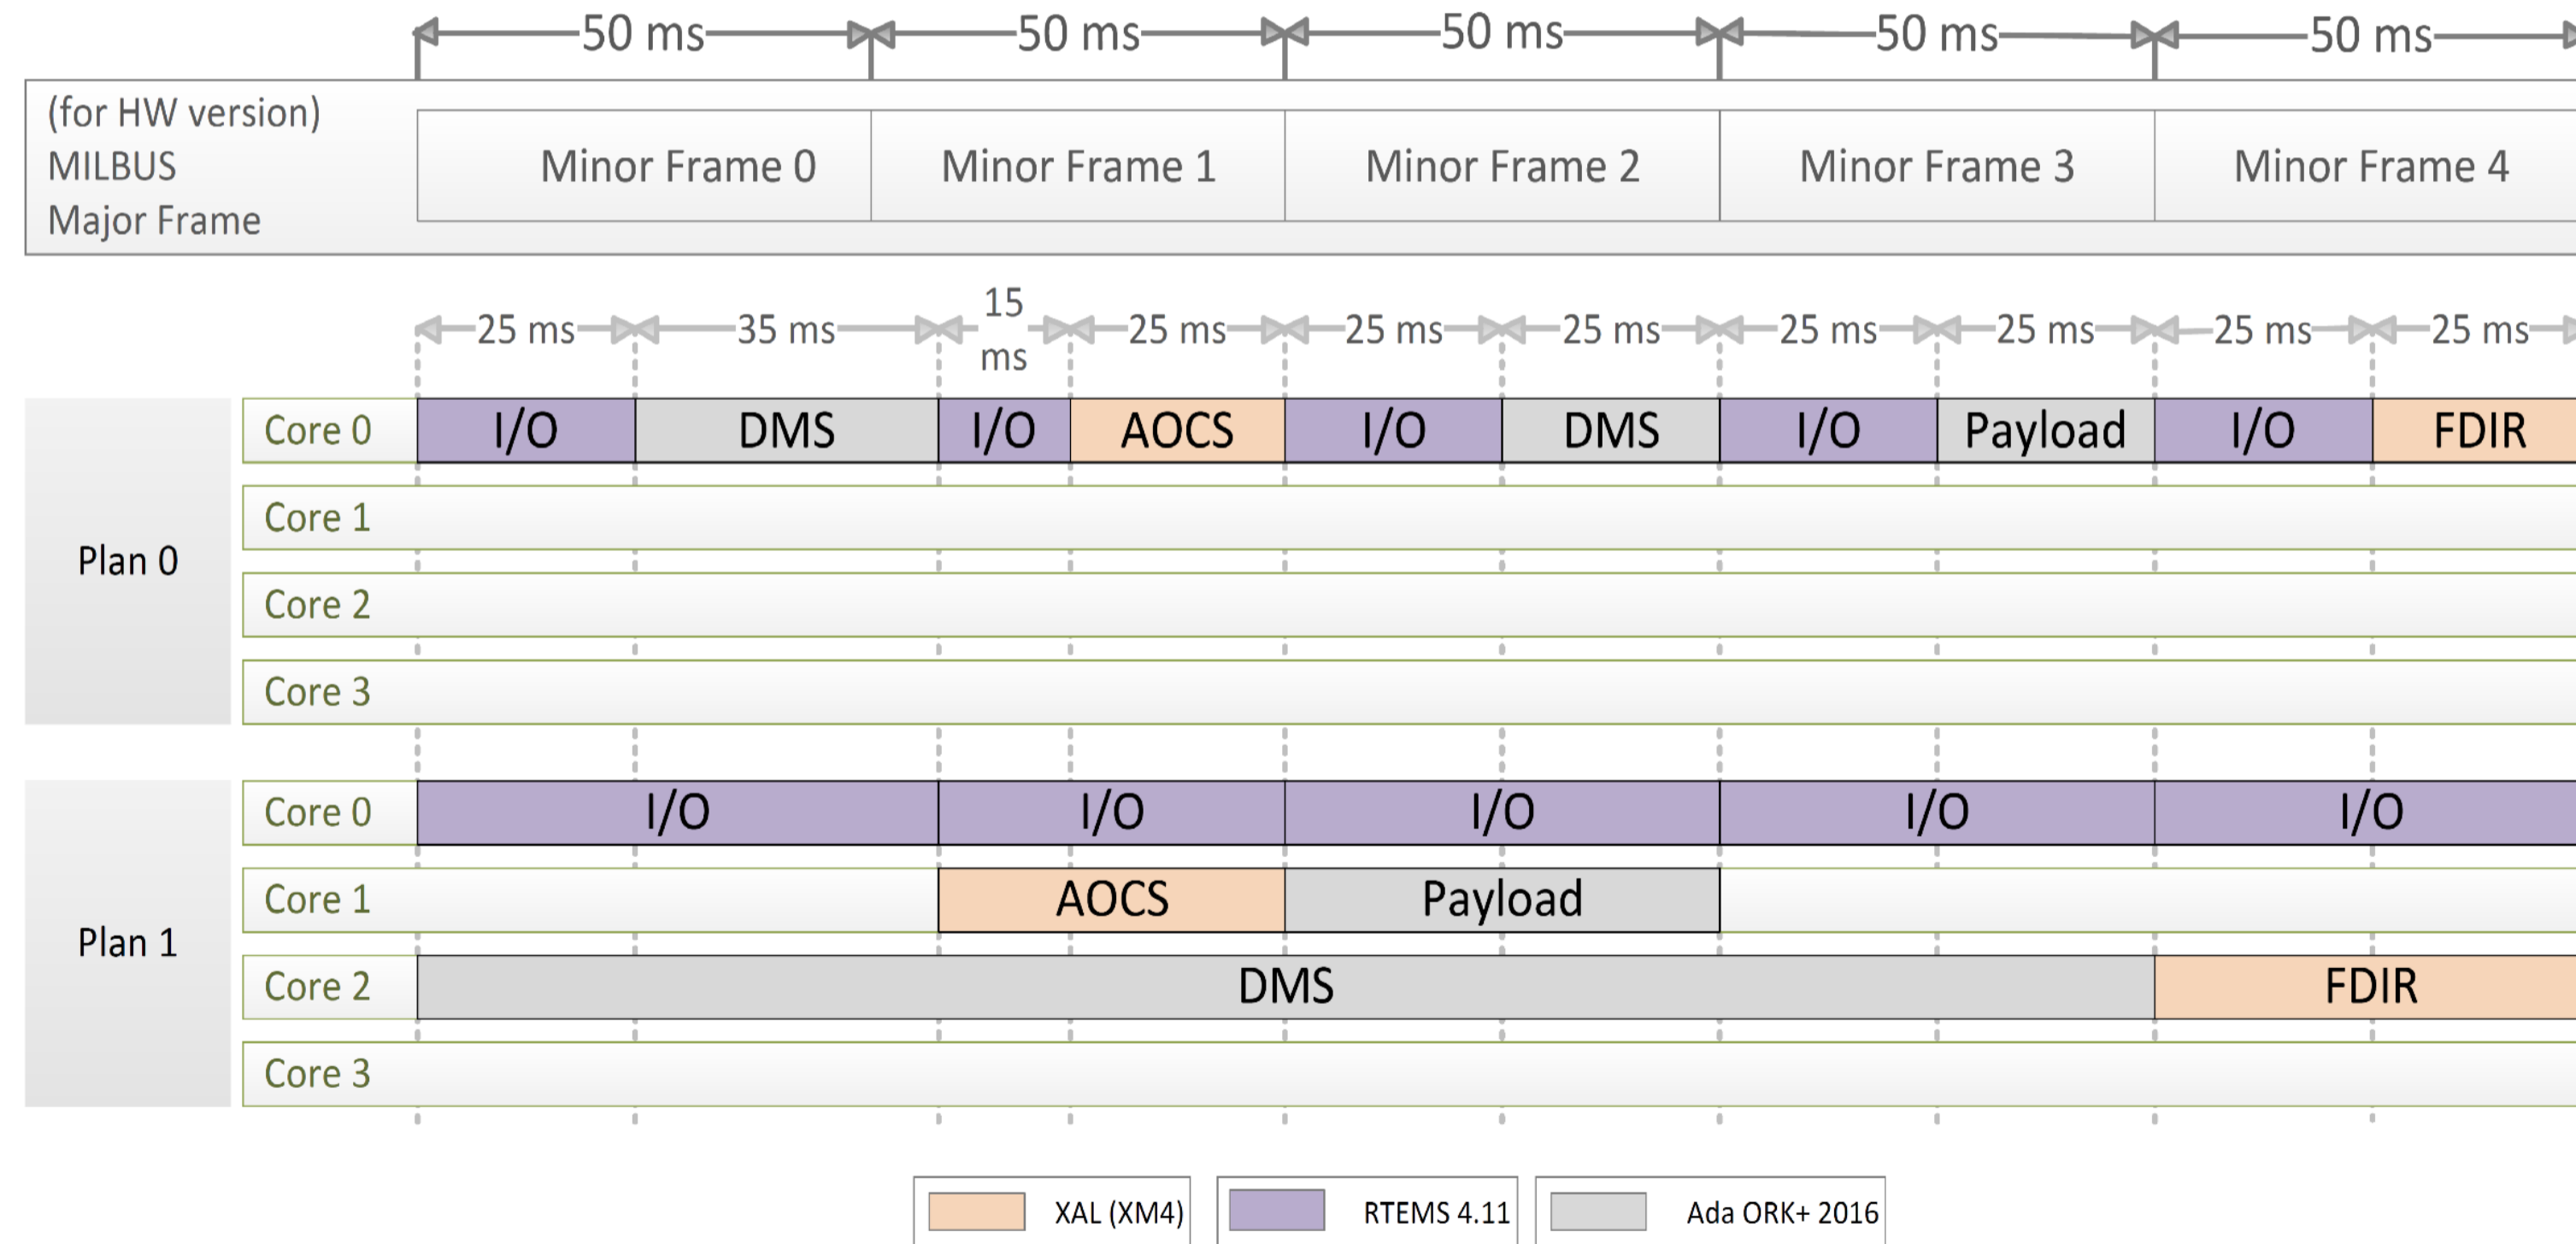 50 ms 50 ms 50 ms 50 ms 50 ms
(for HW version)
MILBUS
Major Frame
Minor Frame 0 Minor Frame 1 Minor Frame 2 Minor Frame 3 Minor Frame 4
25 ms 35 ms 15 ms 25 ms 25 ms 25 ms 25 ms 25 ms 25 ms 25 ms
Plan 0
Core 0 I/O DMS I/O AOCS I/O DMS I/O Payload I/O FDIR
Core 1
Core 2
Core 3
Plan 1
Core 0 I/O I/O I/O I/O I/O
Core 1 AOCS Payload
Core 2 DMS FDIR
Core 3
XAL (XM4) RTEMS 4.11 Ada ORK+ 2016